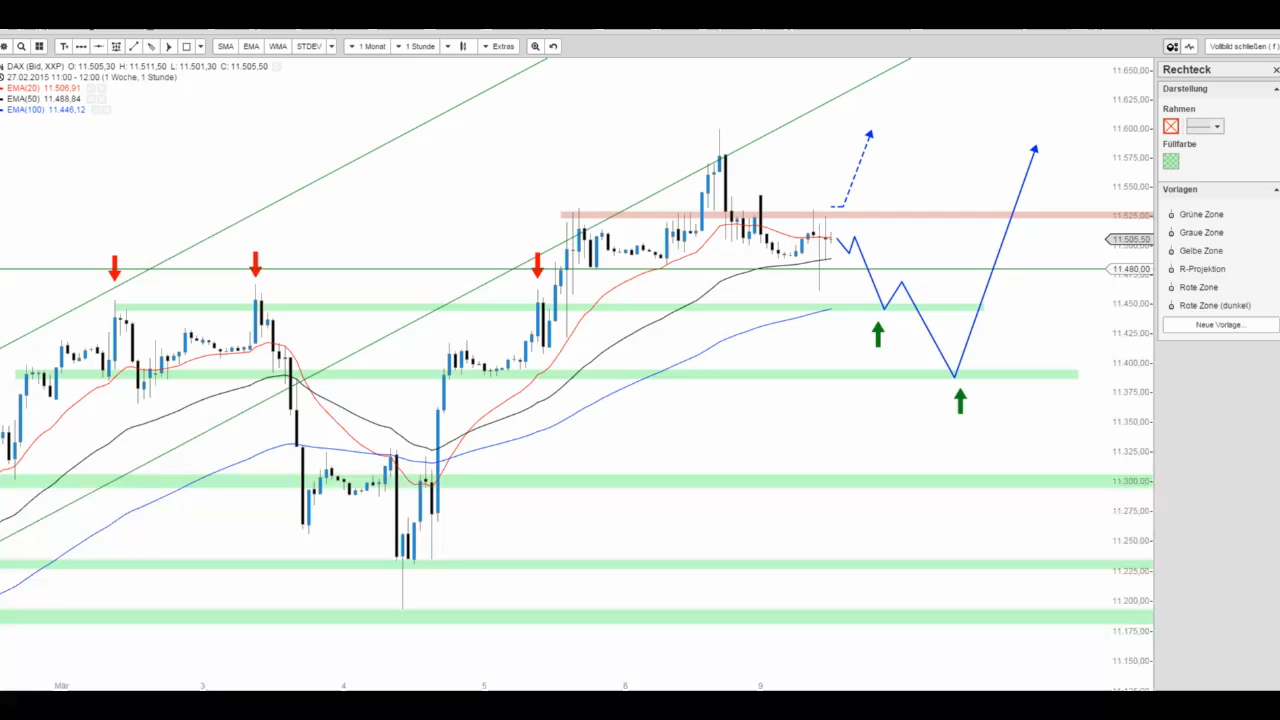 T SMA EMA WMA STDEV 1 Monat 1 Stunde Extras Vollbild schließen ( f )
DAX (Bid, XXP) O: 11.505,30 H: 11.511,50 L: 11.501,30 C: 11.505,50
27.02.2015 11:00 - 12:00 (1 Woche, 1 Stunde)
EMA(20) 11.506,91
EMA(50) 11.488,84
EMA(100) 11.446,12
11.650,00
11.625,00
11.600,00
11.575,00
11.550,00
11.525,00
11.505,50
11.480,00
11.450,00
11.425,00
11.400,00
11.375,00
11.350,00
11.325,00
11.300,00
11.275,00
11.250,00
11.225,00
11.200,00
11.175,00
11.150,00
Mär 3 4 5 6 9
Rechteck
Darstellung
Rahmen
Füllfarbe
Vorlagen
Grüne Zone
Graue Zone
Gelbe Zone
R-Projektion
Rote Zone
Rote Zone (dunkel)
Neue Vorlage...